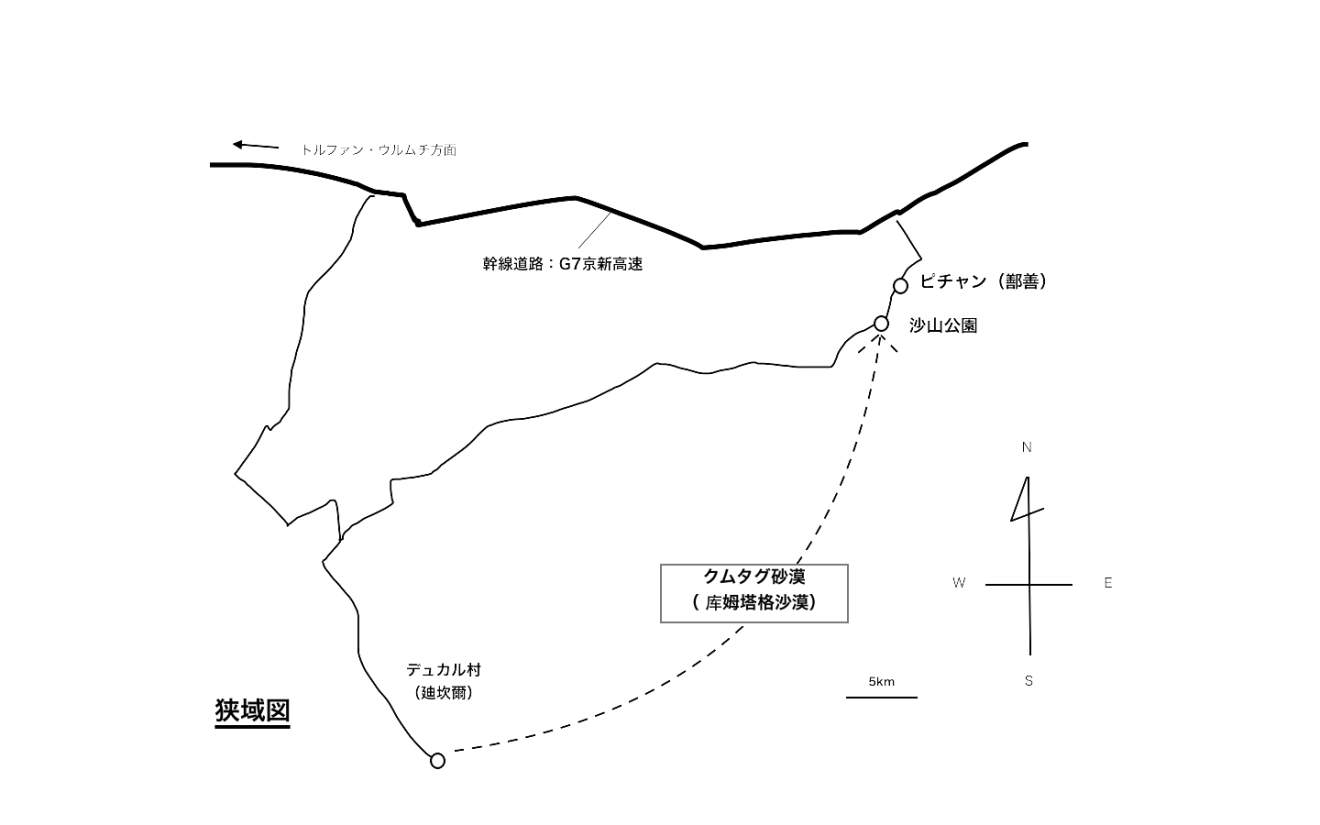 トルファン・ウルムチ方面
幹線道路：G7京新高速
ピチャン（鄯善）
沙山公園
N
W
E
S
クムタグ砂漠
（ 库姆塔格沙漠）
5km
デュカル村
（廸坎爾）
狭域図